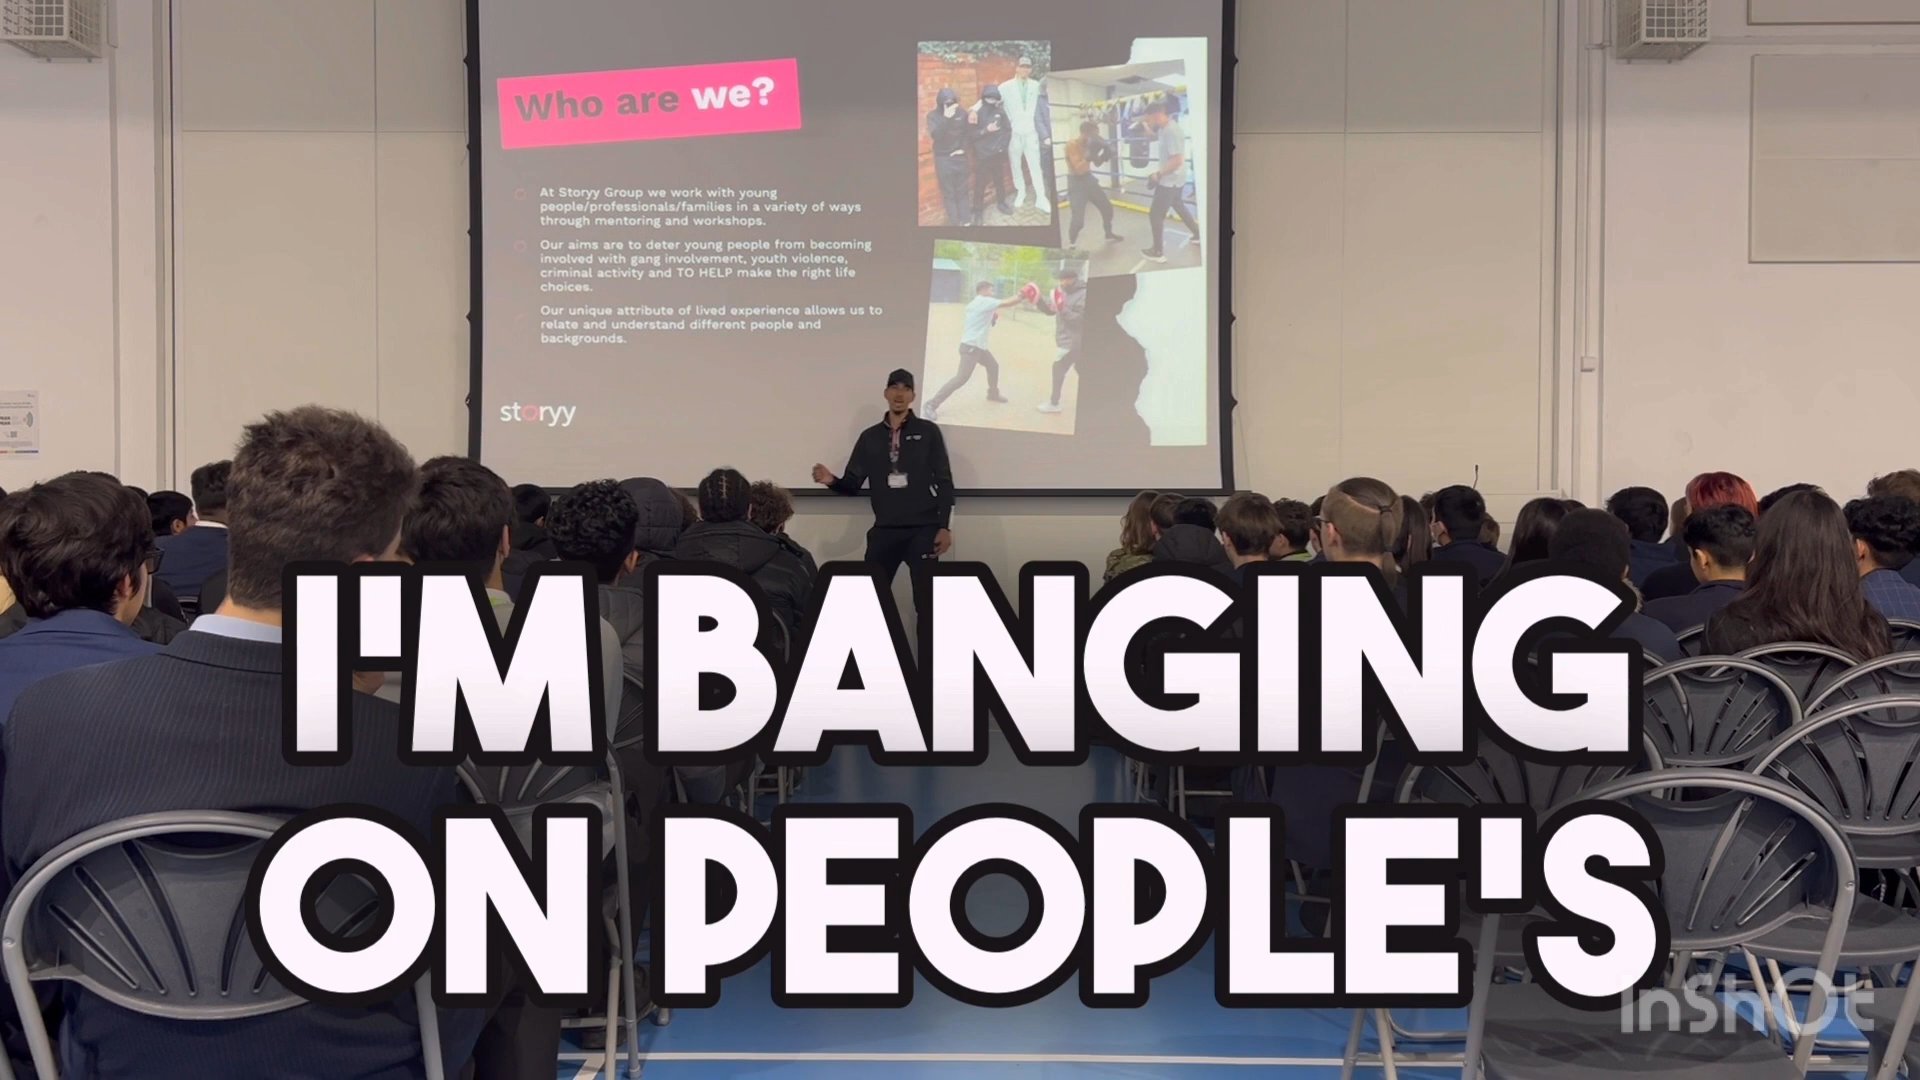 Who are we?
At Storyy Group we work with young
people/professionals/families in a variety of ways
through mentoring and workshops.
Our aims are to deter young people from becoming
involved with gang involvement, youth violence,
criminal activity and TO HELP make the right life
choices.
Our unique attribute of lived experience allows us to
relate and understand different people and
backgrounds.
storyy
I'M BANGING
ON PEOPLE'S
InShOt